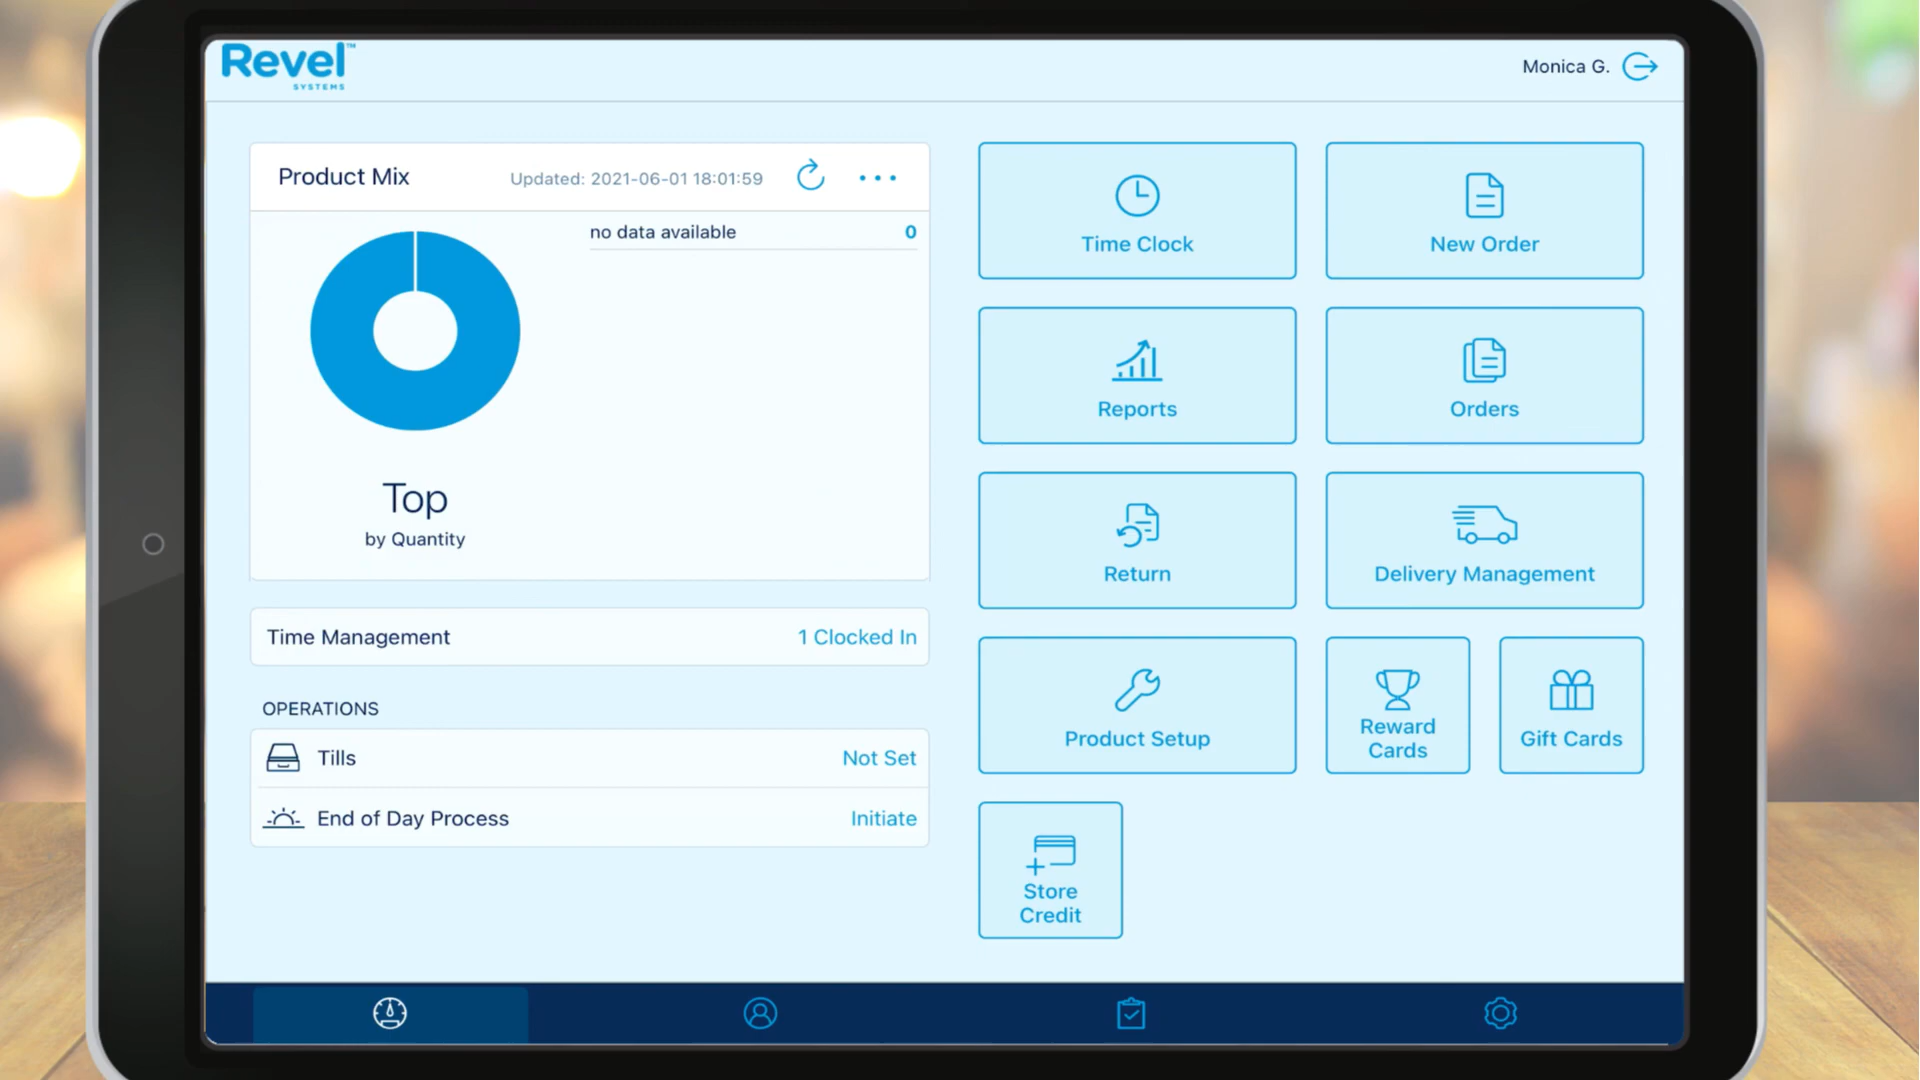 Revel™
SYSTEMS
Monica G.
Product Mix
Updated: 2021-06-01 18:01:59
no data available 0
Top
by Quantity
Time Management 1 Clocked In
OPERATIONS
Tills Not Set
End of Day Process Initiate
Time Clock
New Order
Reports
Orders
Return
Delivery Management
Product Setup
Reward
Cards
Gift Cards
Store
Credit